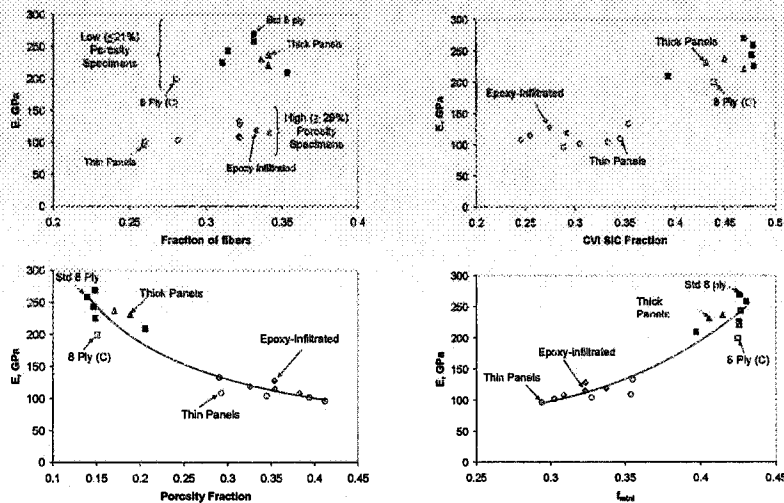 Low (≤21%)
Porosity
Specimens
Std 8 ply
Thick Panels
8 Ply (C)
High (≥ 29%)
Porosity
Specimens
Thin Panels
Epoxy-Infiltrated
E, GPa
300
250
200
150
100
50
0
0.2
0.25
0.3
0.35
0.4
Fraction of fibers
Thick Panels
8 Ply (C)
Epoxy-Infiltrated
Thin Panels
E, GPa
300
250
200
150
100
50
0
0.2
0.25
0.3
0.35
0.4
0.45
0.5
CVI SiC Fraction
Std 8 Ply
Thick Panels
8 Ply (C)
Epoxy-Infiltrated
Thin Panels
E, GPa
300
250
200
150
100
50
0
0.1
0.15
0.2
0.25
0.3
0.35
0.4
0.45
Porosity Fraction
Std 8 ply
Thick
Panels
8 Ply (C)
Epoxy-infiltrated
Thin Panels
E, GPa
300
250
200
150
100
50
0
0.25
0.3
0.35
0.4
0.45